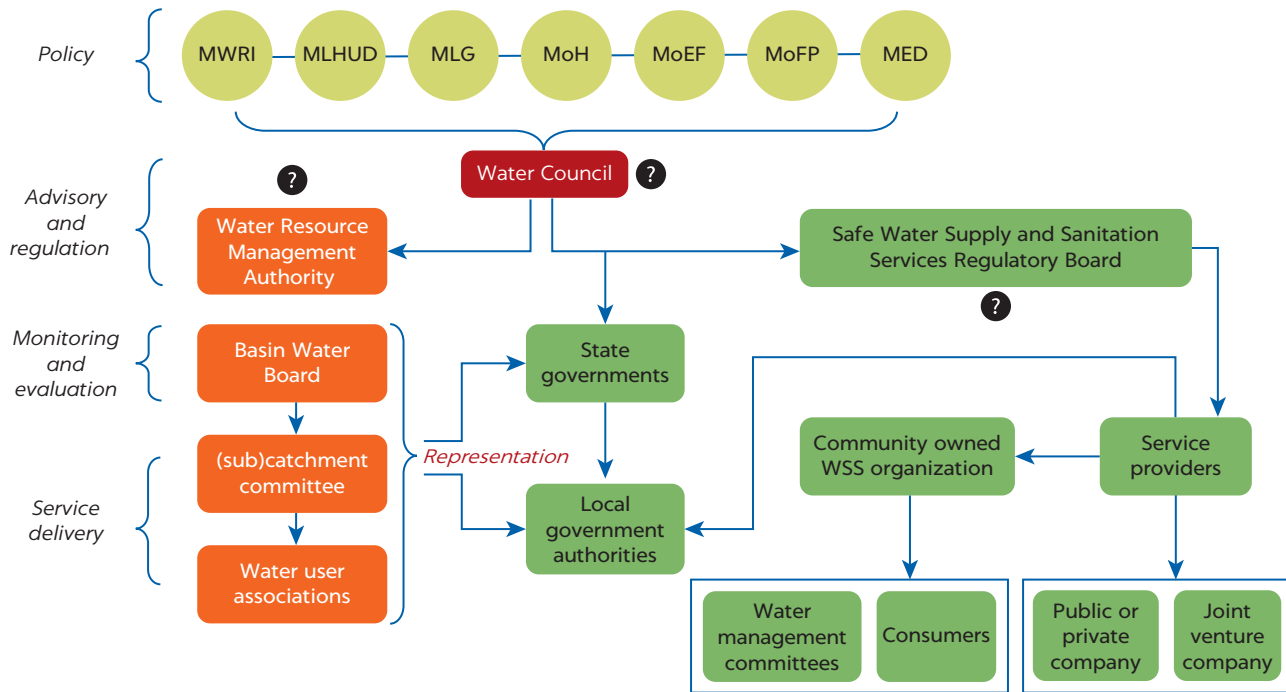 Policy
MWRI
MLHUD
MLG
MoH
MoEF
MoFP
MED
Advisory
and
regulation
?
Water Council
?
Water Resource
Management
Authority
Safe Water Supply and Sanitation
Services Regulatory Board
?
Monitoring
and
evaluation
Basin Water
Board
State
governments
Service
delivery
(sub)catchment
committee
Representation
Community owned
WSS organization
Service
providers
Water user
associations
Local
government
authorities
Water
management
committees
Consumers
Public or
private
company
Joint
venture
company